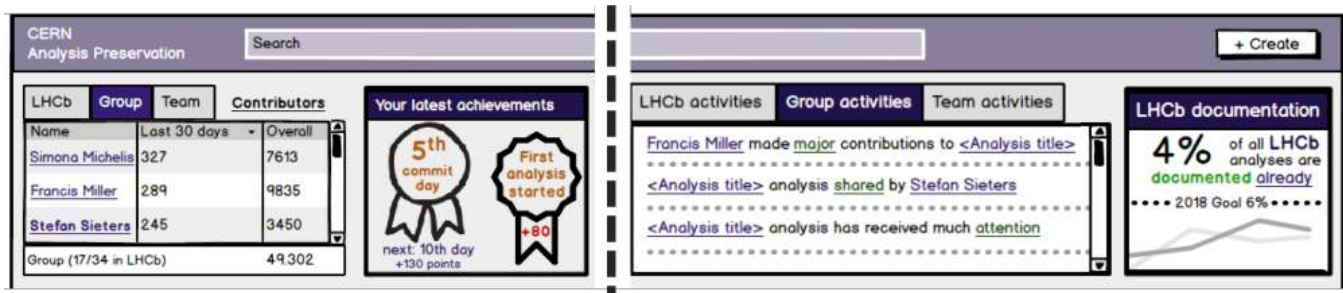 CERN
Analysis Preservation
Search
+ Create
LHCb Group Team Contributors
Name Last 30 days Overall
Simona Michelis 327 7613
Francis Miller 289 9835
Stefan Sieters 245 3450
Group (17/34 in LHCb) 49.302
Your latest achievements
5th
commit
day
next: 10th day
+130 points
First
analysis
started
+80
LHCb activities Group activities Team activities
Francis Miller made major contributions to <Analysis title>
<Analysis title> analysis shared by Stefan Sieters
<Analysis title> analysis has received much attention
LHCb documentation
4% of all LHCb
analyses are
documented already
2018 Goal 6%